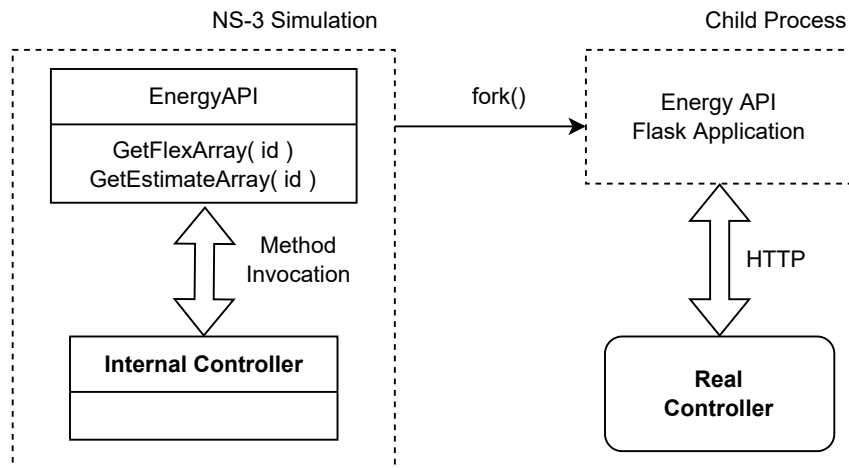 NS-3 Simulation
EnergyAPI
GetFlexArray( id )
GetEstimateArray( id )
Method
Invocation
Internal Controller
fork()
Child Process
Energy API
Flask Application
HTTP
Real
Controller